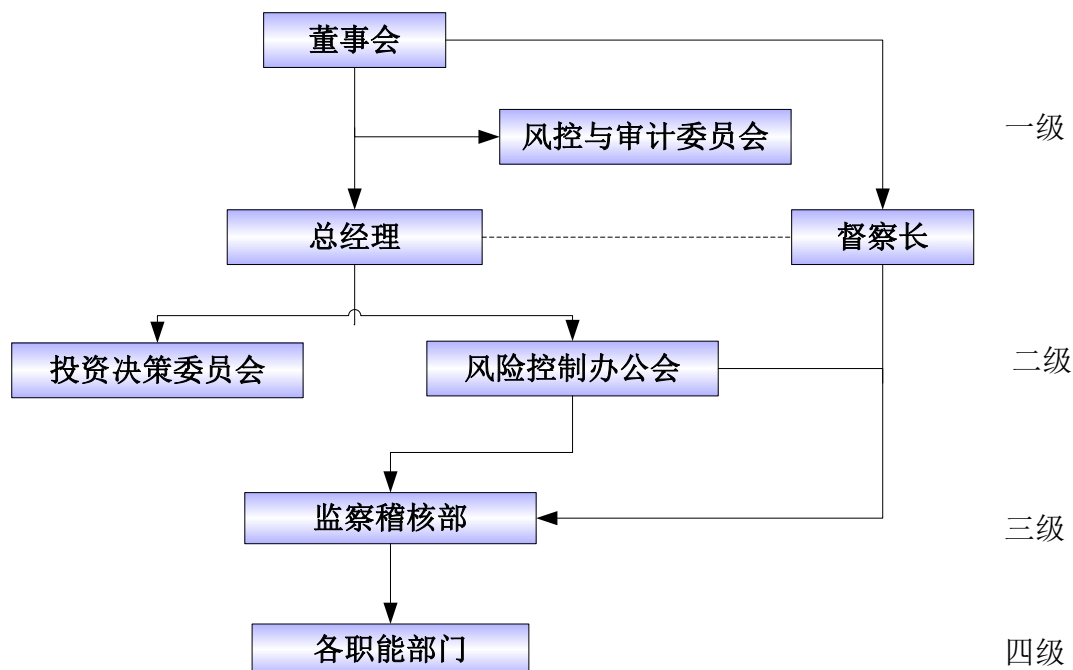 董事会
风控与审计委员会
一级
总经理
督察长
投资决策委员会
风险控制办公会
二级
监察稽核部
三级
各职能部门
四级